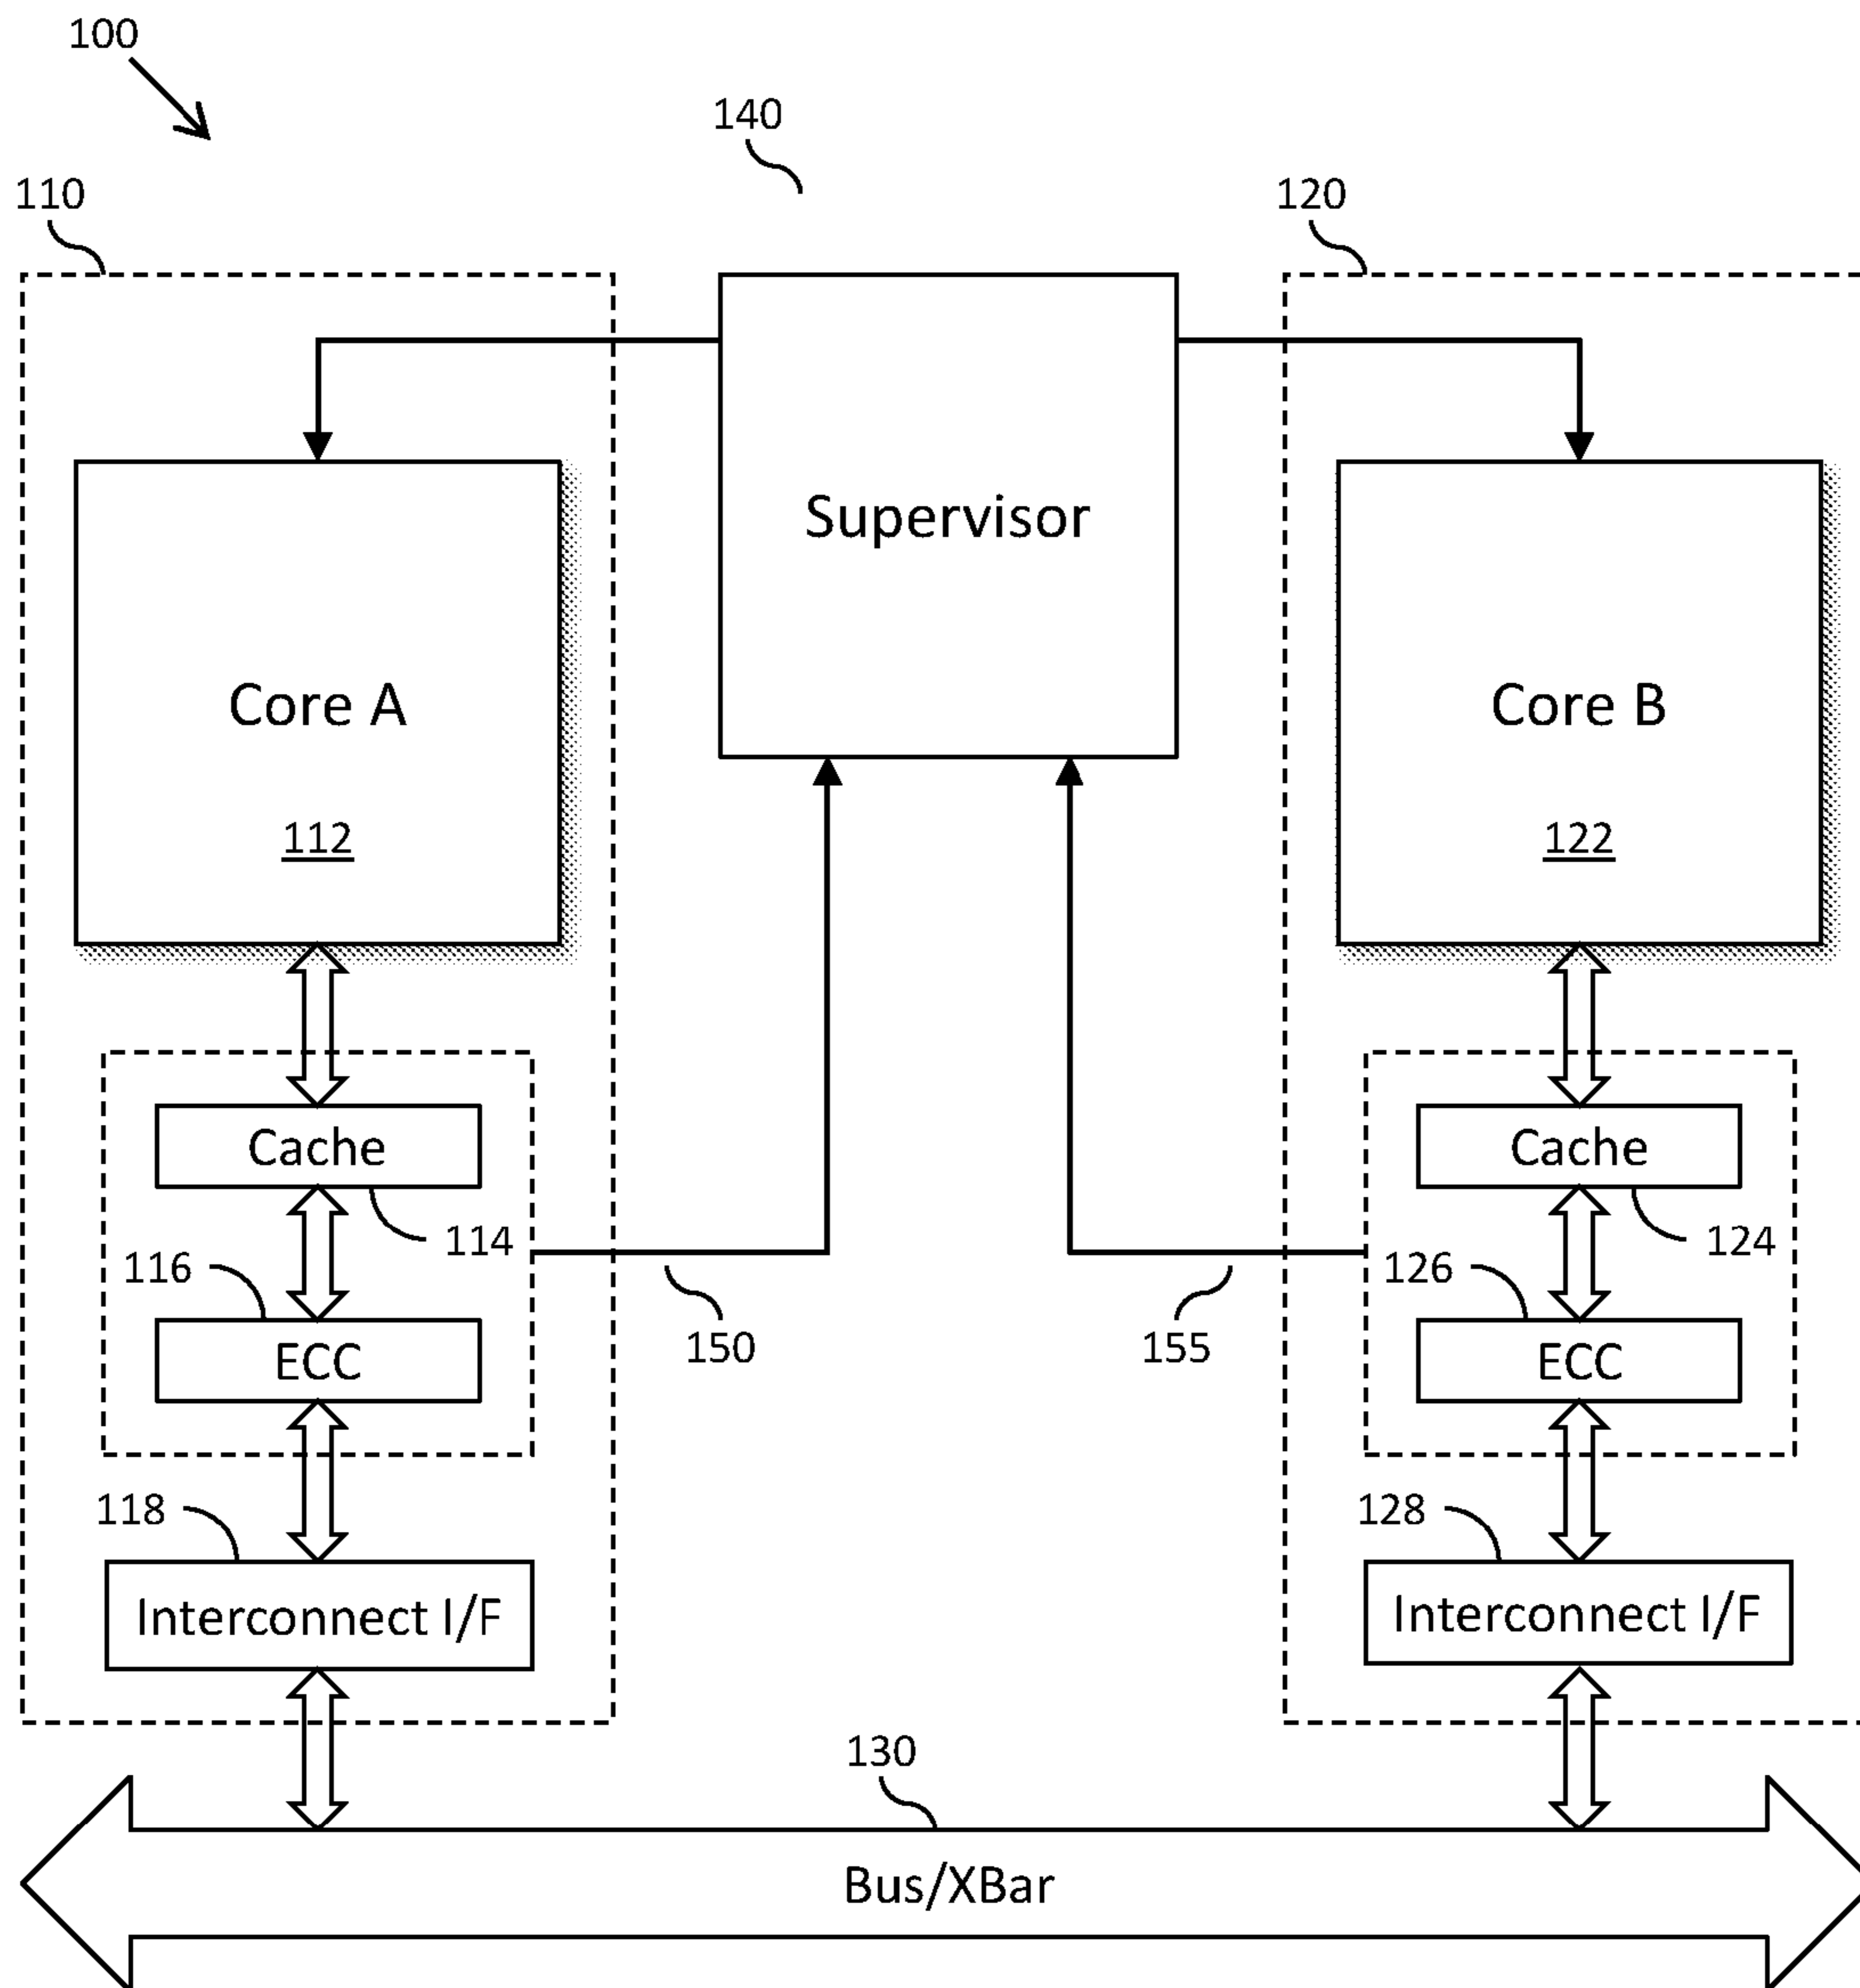 100
140
110
120
Supervisor
Core A
Core B
112
122
Cache
Cache
114
124
116
126
150
155
ECC
ECC
118
128
Interconnect I/F
Interconnect I/F
130
Bus/XBar